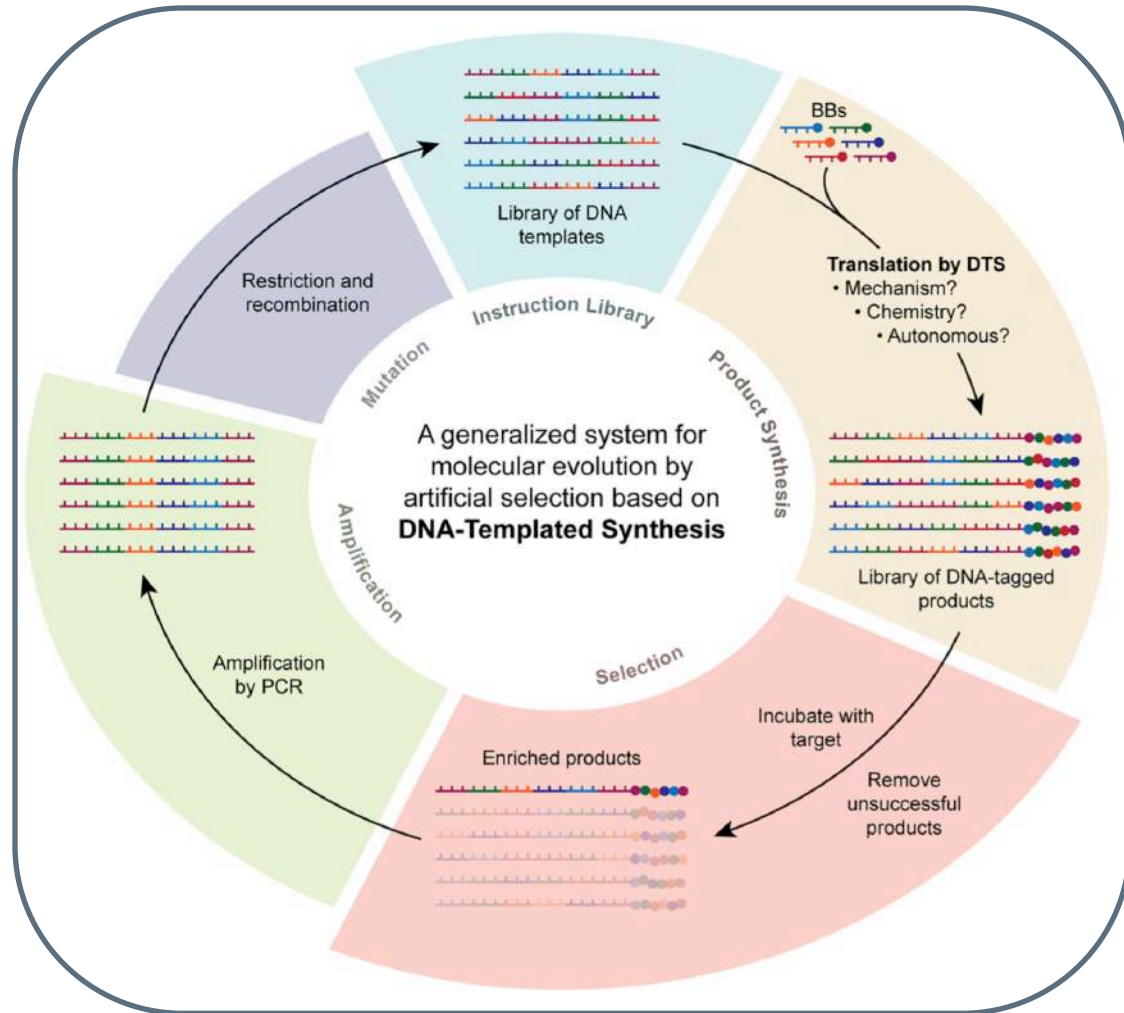 Library of DNA
templates
Instruction Library
BBs
Translation by DTS
• Mechanism?
• Chemistry?
• Autonomous?
Product Synthesis
Library of DNA-tagged
products
Incubate with
target
Remove
unsuccessful
products
Selection
Enriched products
Amplification
by PCR
Amplification
Restriction and
recombination
Mutation
A generalized system for
molecular evolution by
artificial selection based on
DNA-Templated Synthesis